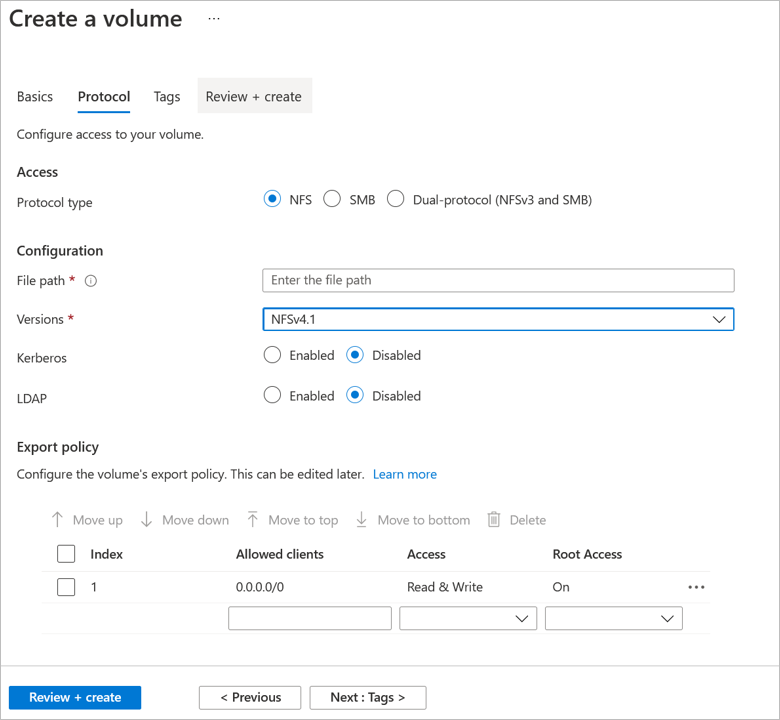 Create a volume ...
Basics Protocol Tags Review + create
Configure access to your volume.
Access
Protocol type NFS SMB Dual-protocol (NFSv3 and SMB)
Configuration
File path * Enter the file path
Versions * NFSv4.1
Kerberos Enabled Disabled
LDAP Enabled Disabled
Export policy
Configure the volume's export policy. This can be edited later. Learn more
Move up Move down Move to top Move to bottom Delete
Index Allowed clients Access Root Access
1 0.0.0.0/0 Read & Write On ...
Review + create < Previous Next : Tags >